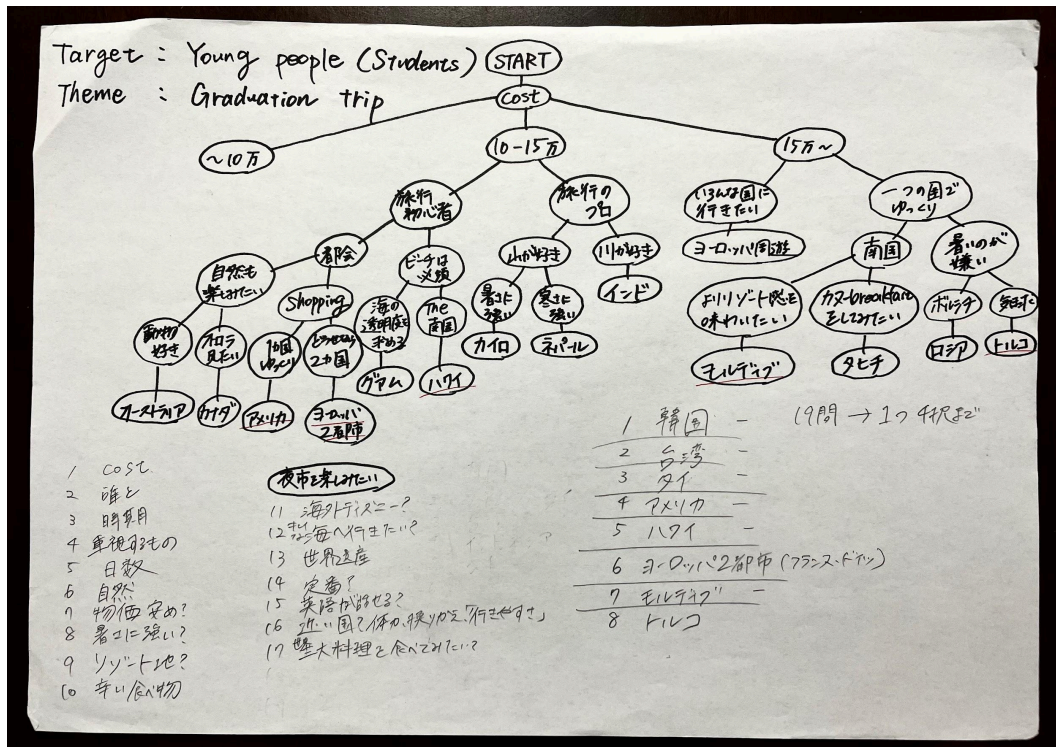 Target : Young people (Students)
Theme : Graduation trip
START
cost
~10万
10-15万
15万~
旅行初心者
旅行のプロ
いろんな国に行きたい
一つの国でゆっくり
自然も楽しみたい
都会
ビーチは必須
山が好き
川が好き
ヨーロッパ周遊
南国
暑いのが嫌い
動物好き
オーロラ見たい
shopping
1カ国ゆっくり
どうせなら2カ国
海の透明度を求める
The 南国
暑さに強い
寒さに強い
インド
よりリゾート感を味わいたい
カヌーbreakfastをしてみたい
ボルシチ
気球
オーストラリア
カナダ
アメリカ
ヨーロッパ2都市
グアム
ハワイ
カイロ
ネパール
モルディブ
タヒチ
ロシア
トルコ
1 cost
2 誰と
3 時期
4 重視するもの
5 日数
6 自然
7 物価安め?
8 暑さに強い?
9 リゾート地?
10 辛い食べ物
夜市を楽しみたい
11 海外ディズニー?
12 きれいな海へ行きたい?
13 世界遺産
14 定番?
15 英語が話せる?
16 近い国で体力、乗りかえ、「行きやすさ」
17 世界三大料理を食べてみたい?
1 韓国 -
2 台湾 -
3 タイ -
4 アメリカ -
5 ハワイ -
6 ヨーロッパ2都市 (フランス・ドイツ)
7 モルディブ -
8 トルコ
19問 → 1つ 4択まで